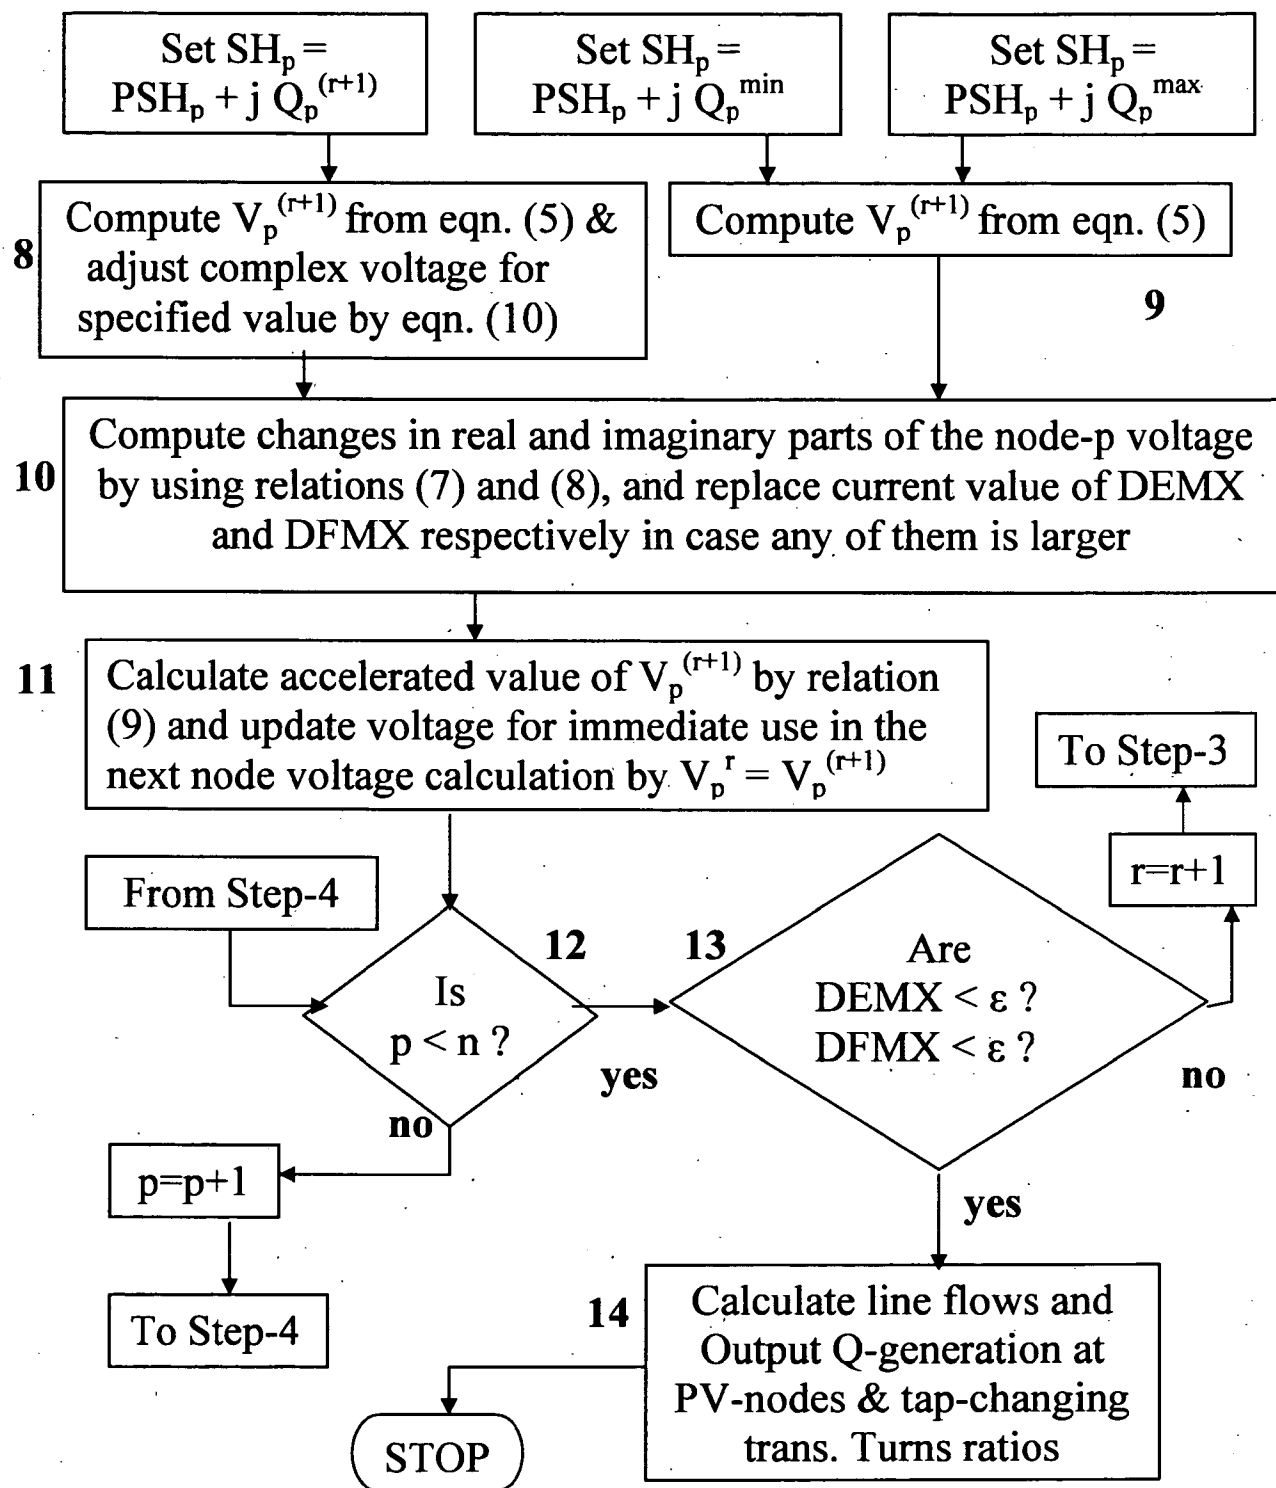 Set SHp =
PSHp + j Qp(r+1)
Set SHp =
PSHp + j Qpmin
Set SHp =
PSHp + j Qpmax
8
Compute Vp(r+1) from eqn. (5) &
adjust complex voltage for
specified value by eqn. (10)
Compute Vp(r+1) from eqn. (5)
9
10
Compute changes in real and imaginary parts of the node-p voltage
by using relations (7) and (8), and replace current value of DEMX
and DFMX respectively in case any of them is larger
11
Calculate accelerated value of Vp(r+1) by relation
(9) and update voltage for immediate use in the
next node voltage calculation by Vpr = Vp(r+1)
To Step-3
r=r+1
From Step-4
12
Is
p < n ?
yes
no
13
Are
DEMX < ε ?
DFMX < ε ?
no
yes
p=p+1
To Step-4
14
Calculate line flows and
Output Q-generation at
PV-nodes & tap-changing
trans. Turns ratios
STOP